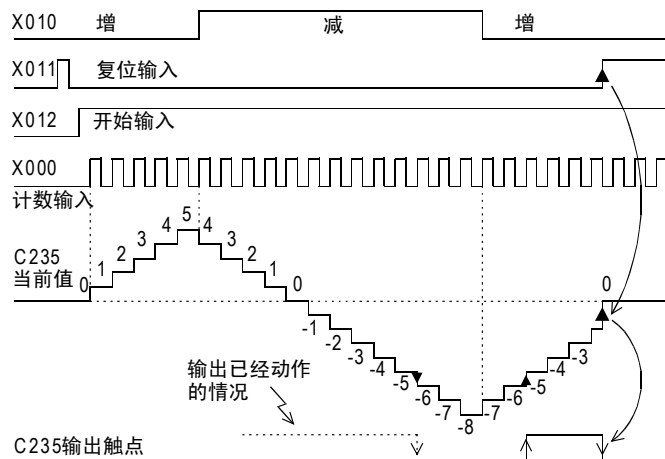 X010 增 减 增
X011 复位输入
X012 开始输入
X000
计数输入
C235
当前值
0 1 2 3 4 5 4 3 2 1 0 -1 -2 -3 -4 -5 -6 -7 -8 -7 -6 -5 -4 -3 0
输出已经动作
的情况
C235输出触点